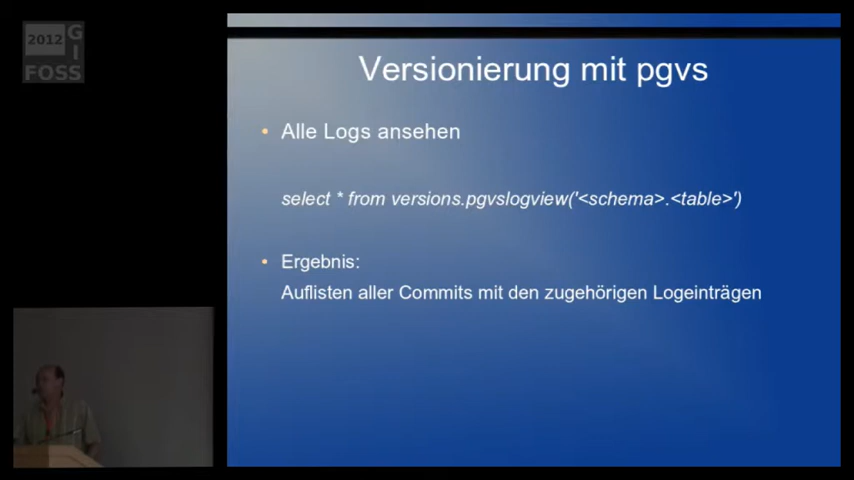 2012
G
I
FOSS
Versionierung mit pgvs
• Alle Logs ansehen
select * from versions.pgvslogview('<schema>.<table>')
• Ergebnis:
Auflisten aller Commits mit den zugehörigen Logeinträgen